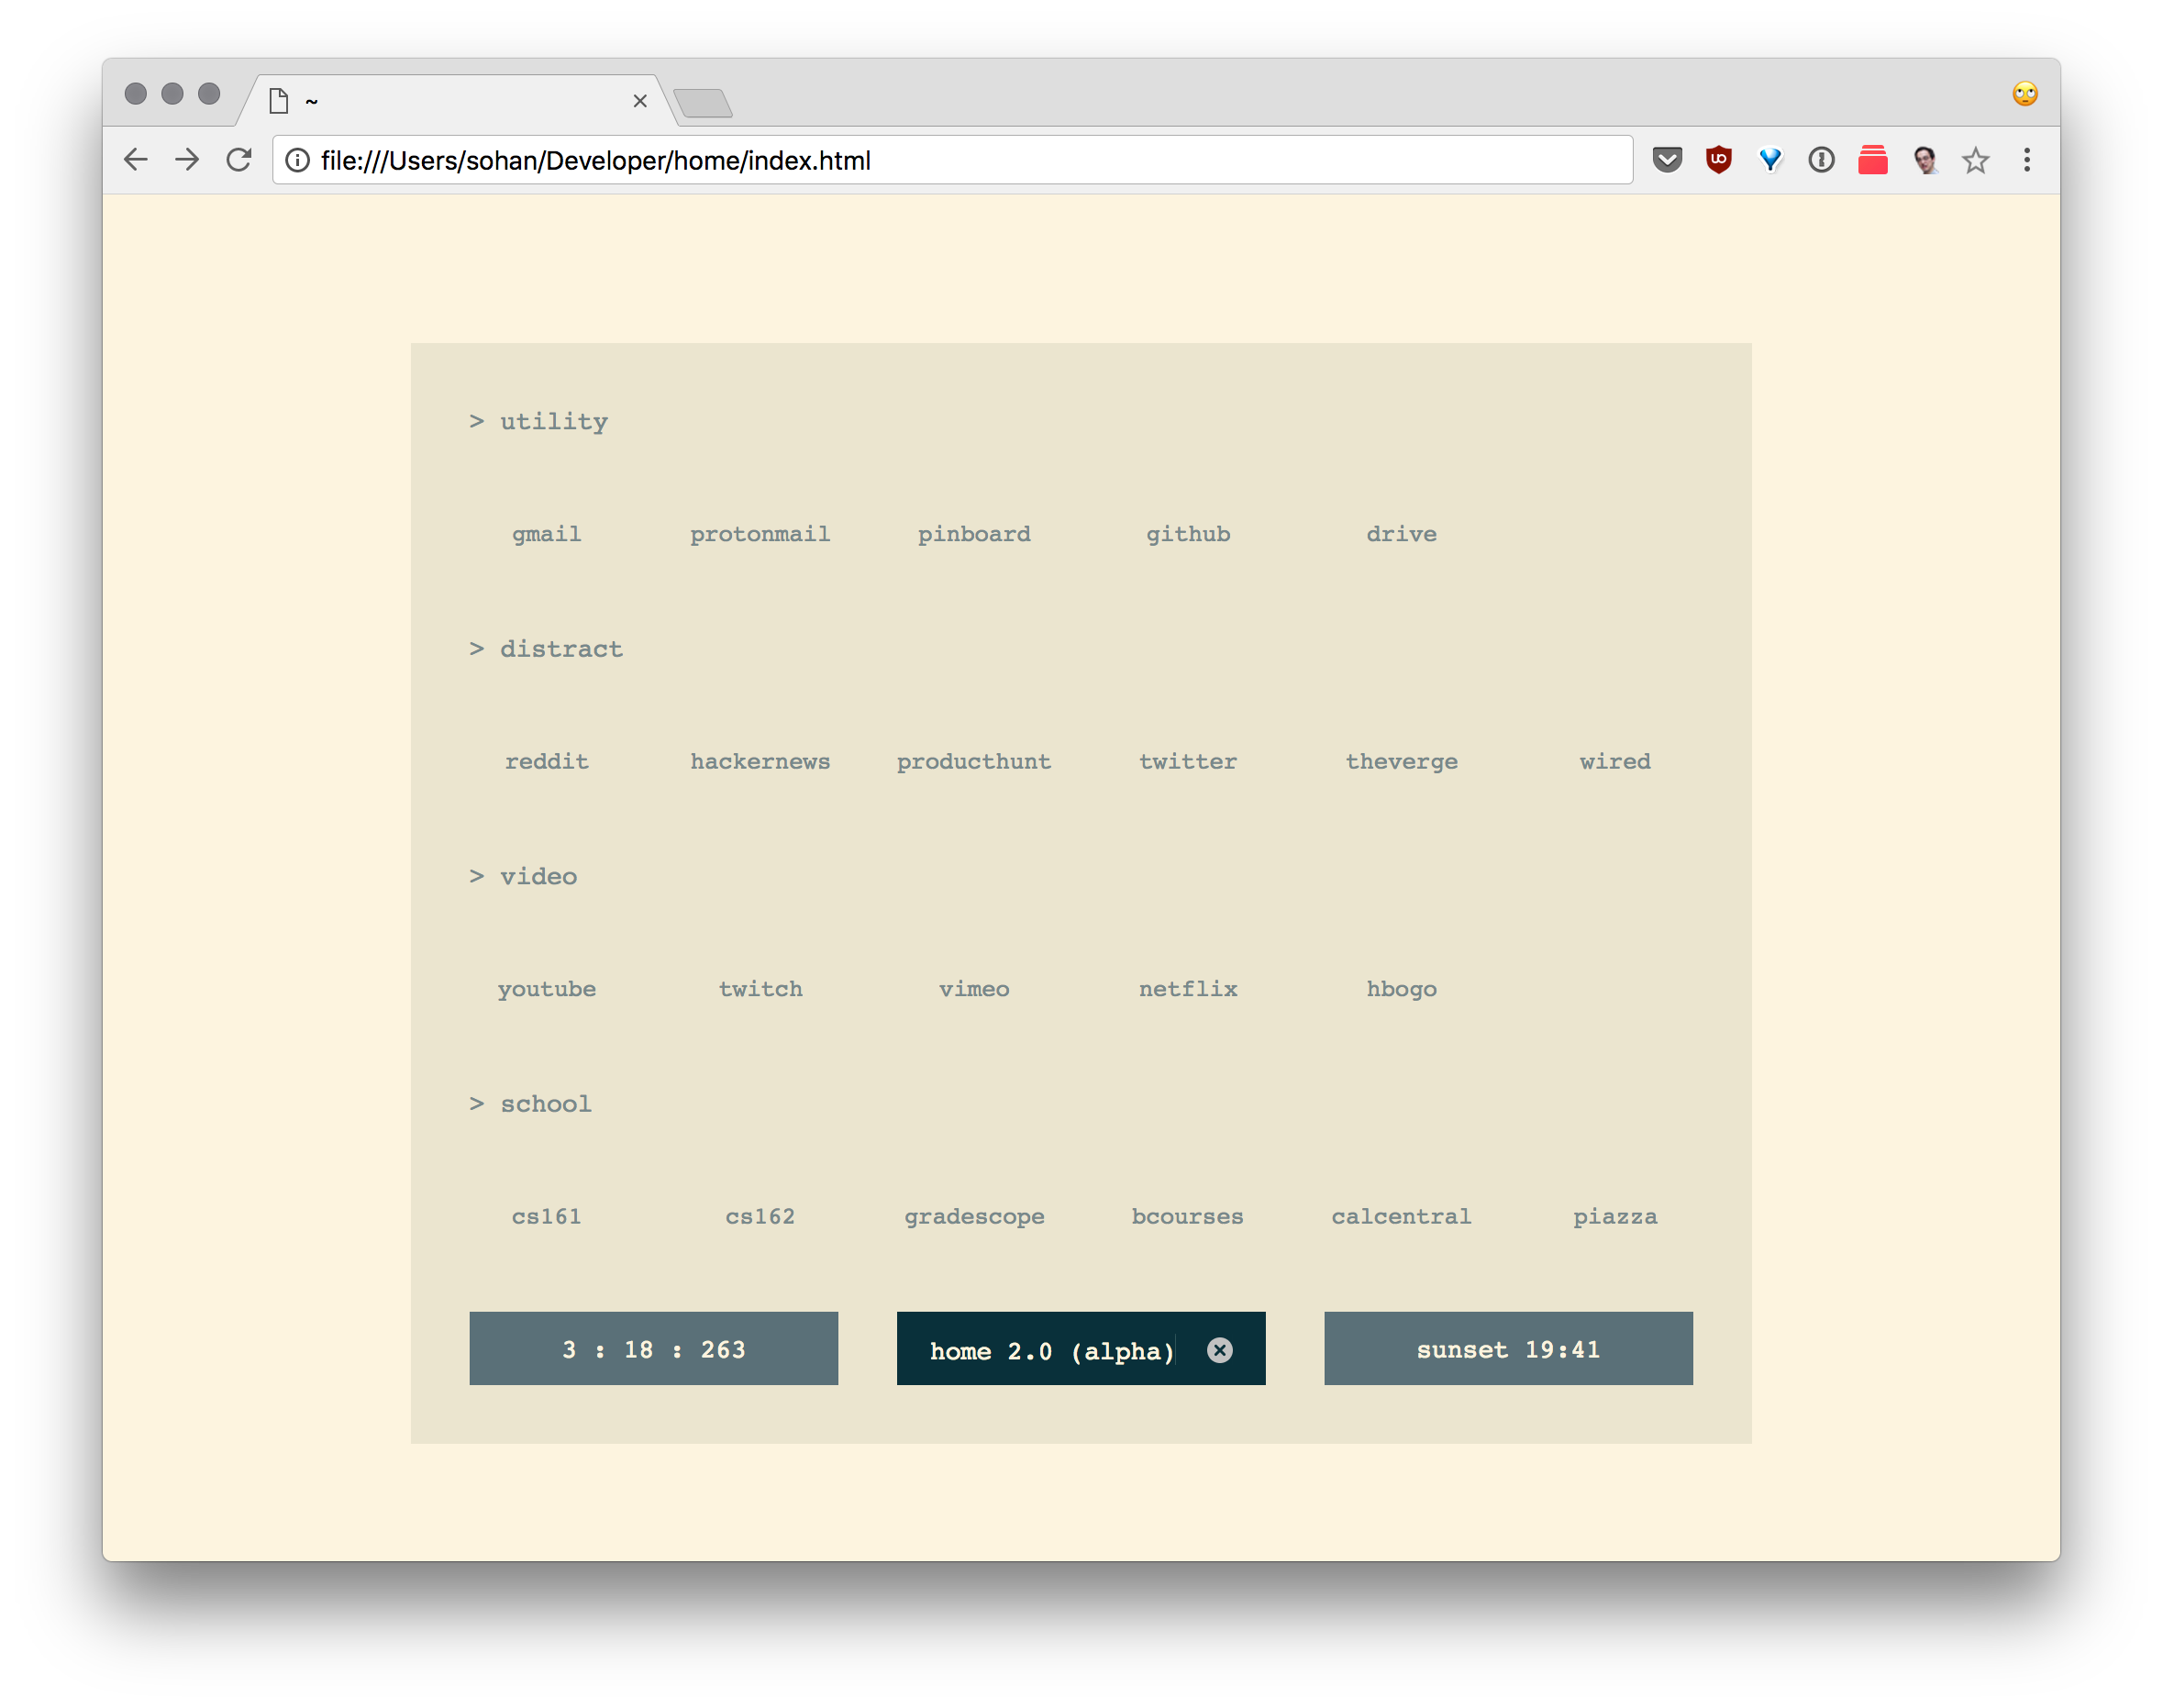 ~
file:///Users/sohan/Developer/home/index.html
> utility
gmail protonmail pinboard github drive
> distract
reddit hackernews producthunt twitter theverge wired
> video
youtube twitch vimeo netflix hbogo
> school
cs161 cs162 gradescope bcourses calcentral piazza
3 : 18 : 263 home 2.0 (alpha) sunset 19:41